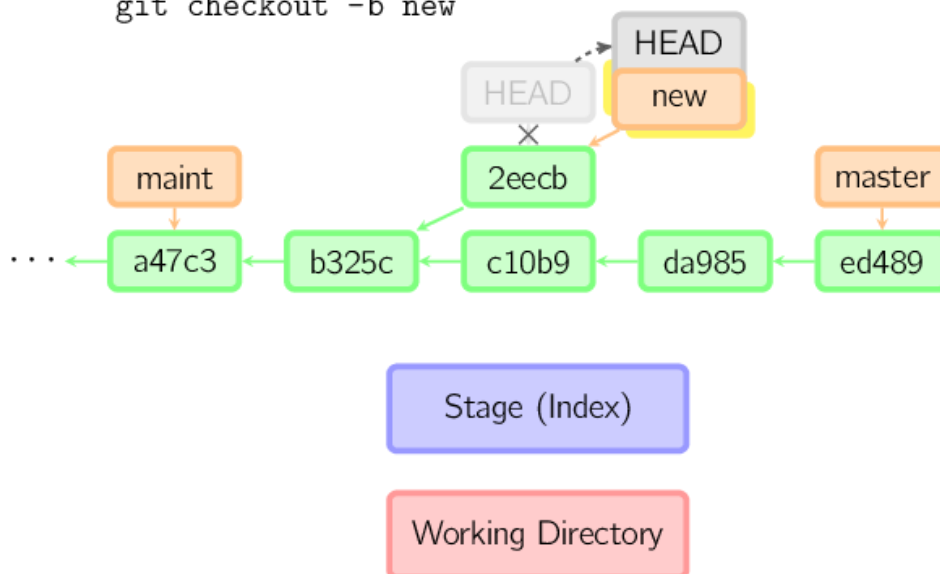 git checkout -b new
HEAD
HEAD
new
maint
2eecb
master
... a47c3 b325c c10b9 da985 ed489
Stage (Index)
Working Directory